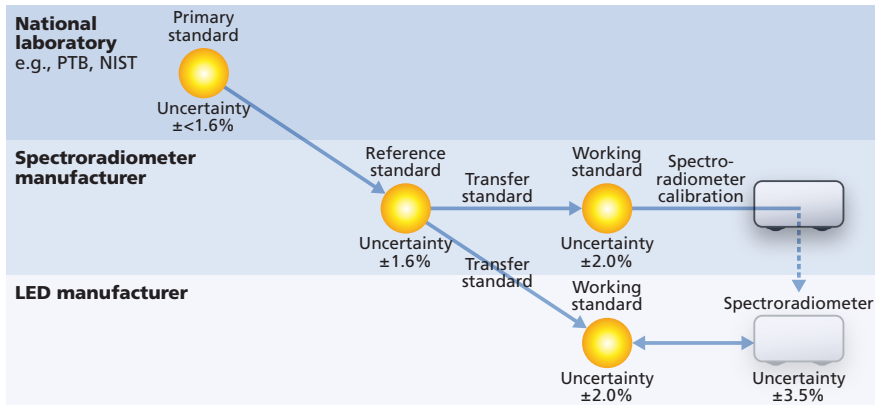 National
laboratory
e.g., PTB, NIST
Primary
standard
Uncertainty
±<1.6%
Spectroradiometer
manufacturer
Reference
standard
Uncertainty
±1.6%
Transfer
standard
Working
standard
Uncertainty
±2.0%
Spectro-
radiometer
calibration
Transfer
standard
LED manufacturer
Working
standard
Uncertainty
±2.0%
Spectroradiometer
Uncertainty
±3.5%